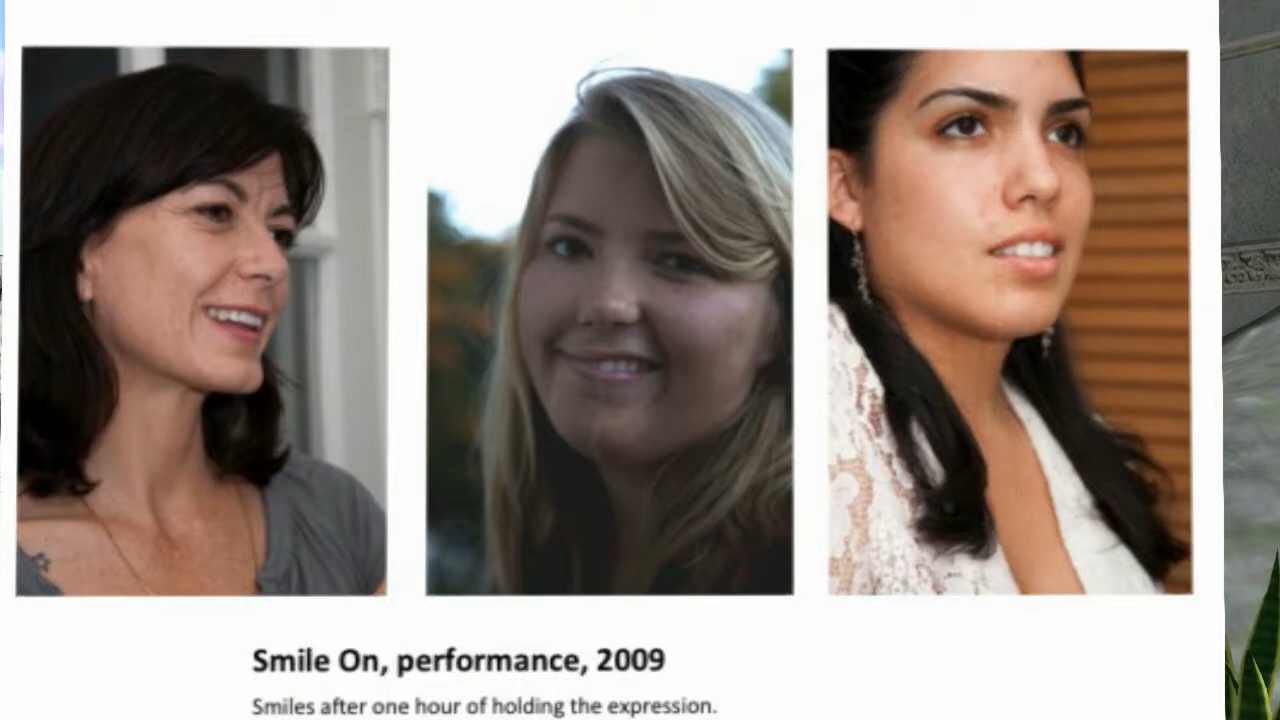 Smile On, performance, 2009
Smiles after one hour of holding the expression.